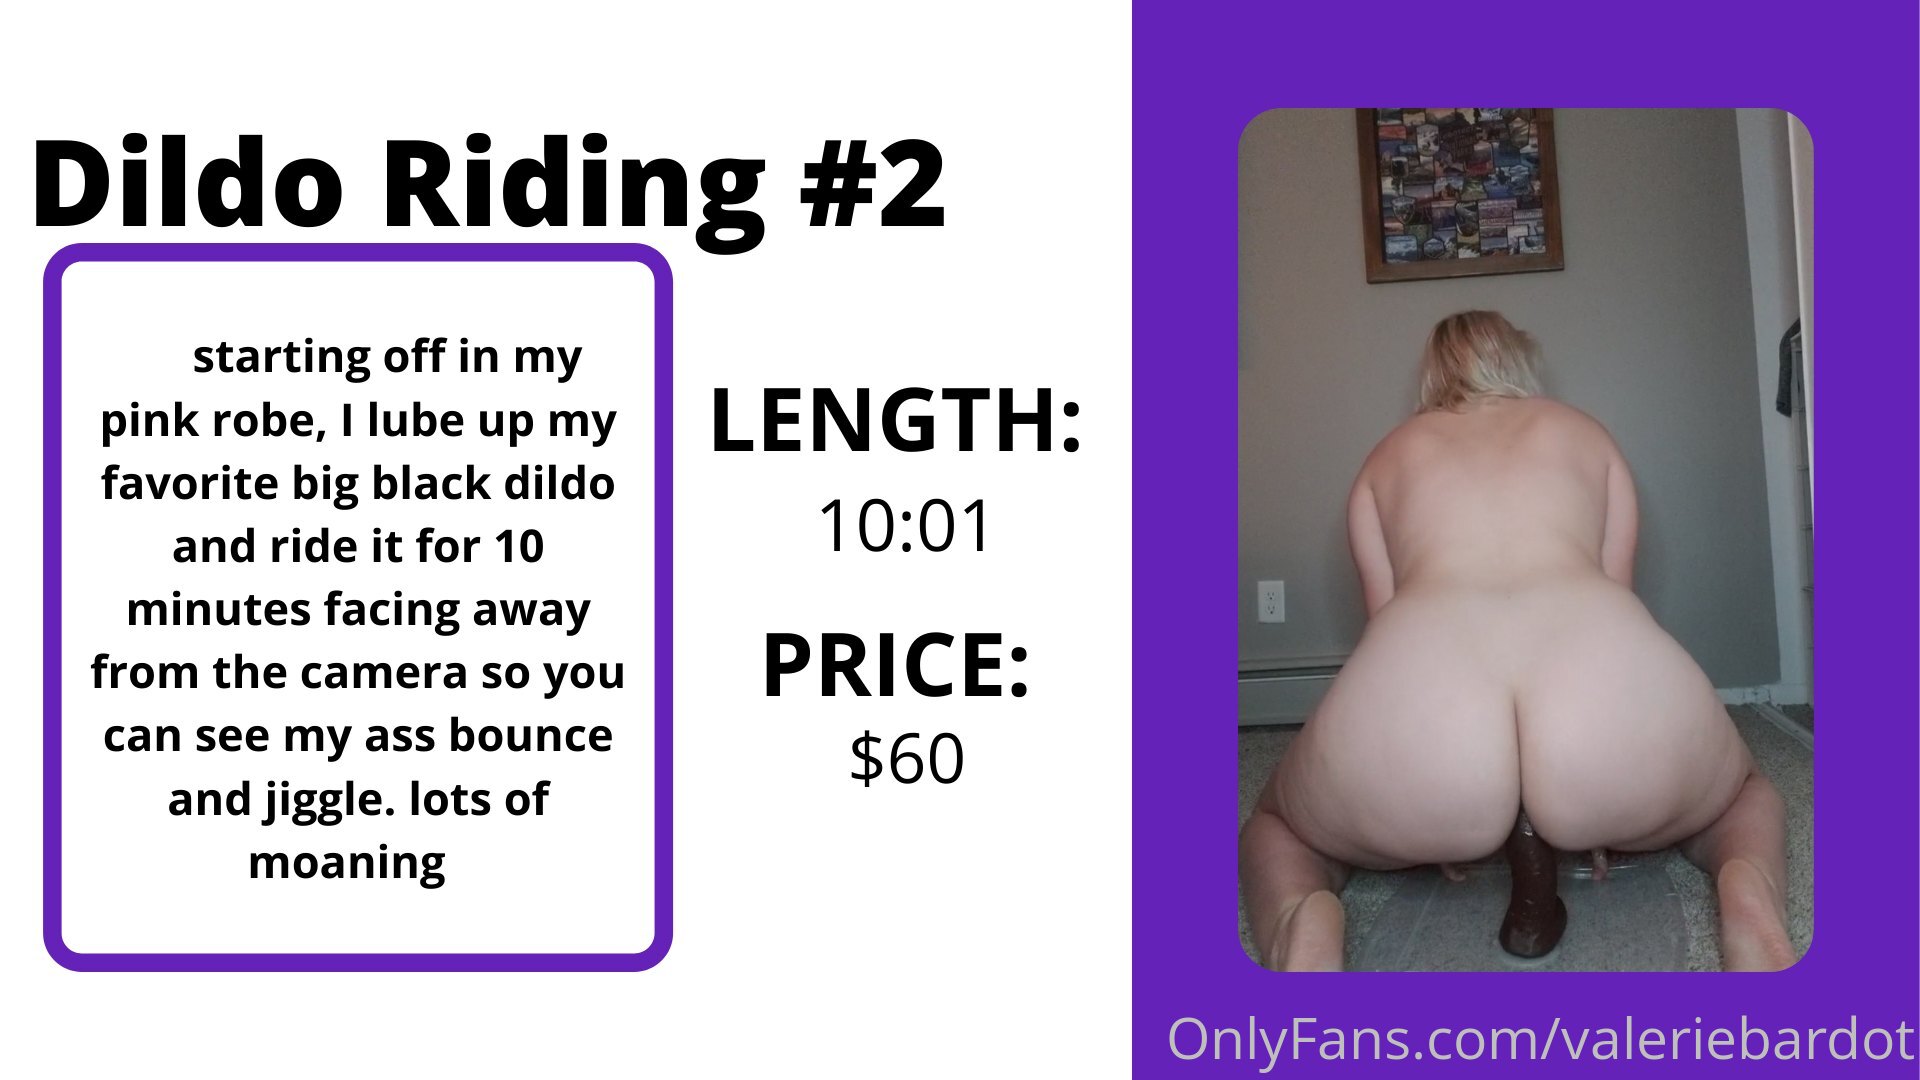 Dildo Riding #2
starting off in my
pink robe, I lube up my
favorite big black dildo
and ride it for 10
minutes facing away
from the camera so you
can see my ass bounce
and jiggle. lots of
moaning
LENGTH:
10:01
PRICE:
$60
OnlyFans.com/valeriebardot